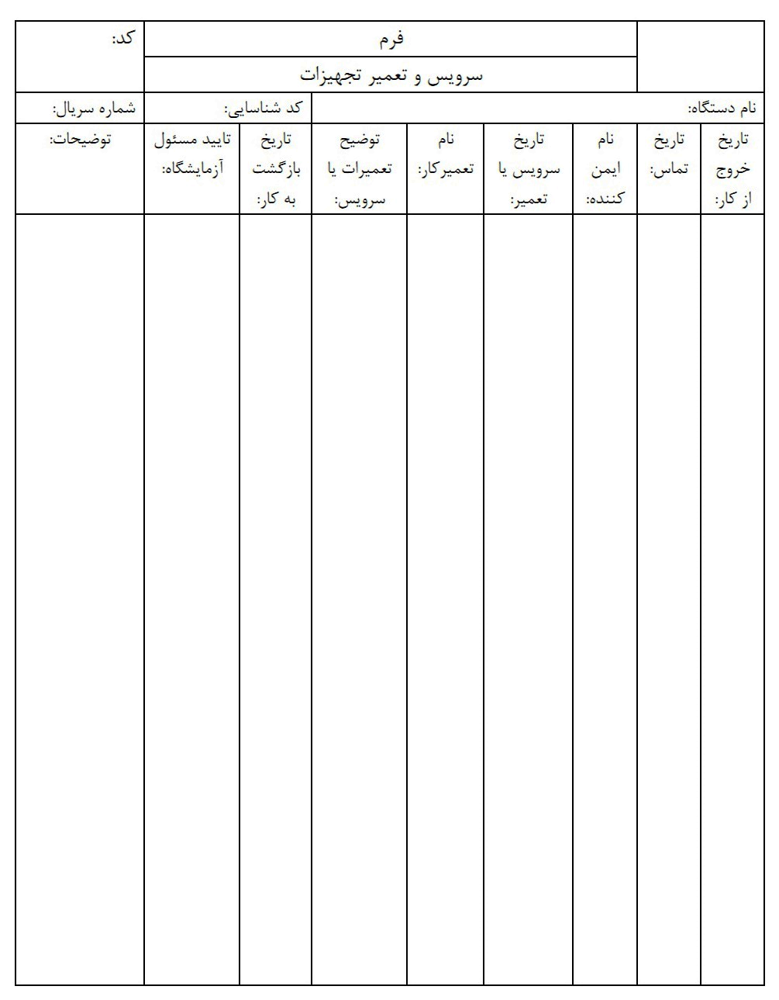 فرم
کد:
سرویس و تعمیر تجهیزات
نام دستگاه:
کد شناسایی:
شماره سریال:
تاریخ
خروج
از کار:
تاریخ
تماس:
نام
ایمن
کننده:
تاریخ
سرویس یا
تعمیر:
نام
تعمیرکار:
توضیح
تعمیرات یا
سرویس:
تاریخ
بازگشت
به کار:
تایید مسئول
آزمایشگاه:
توضیحات: